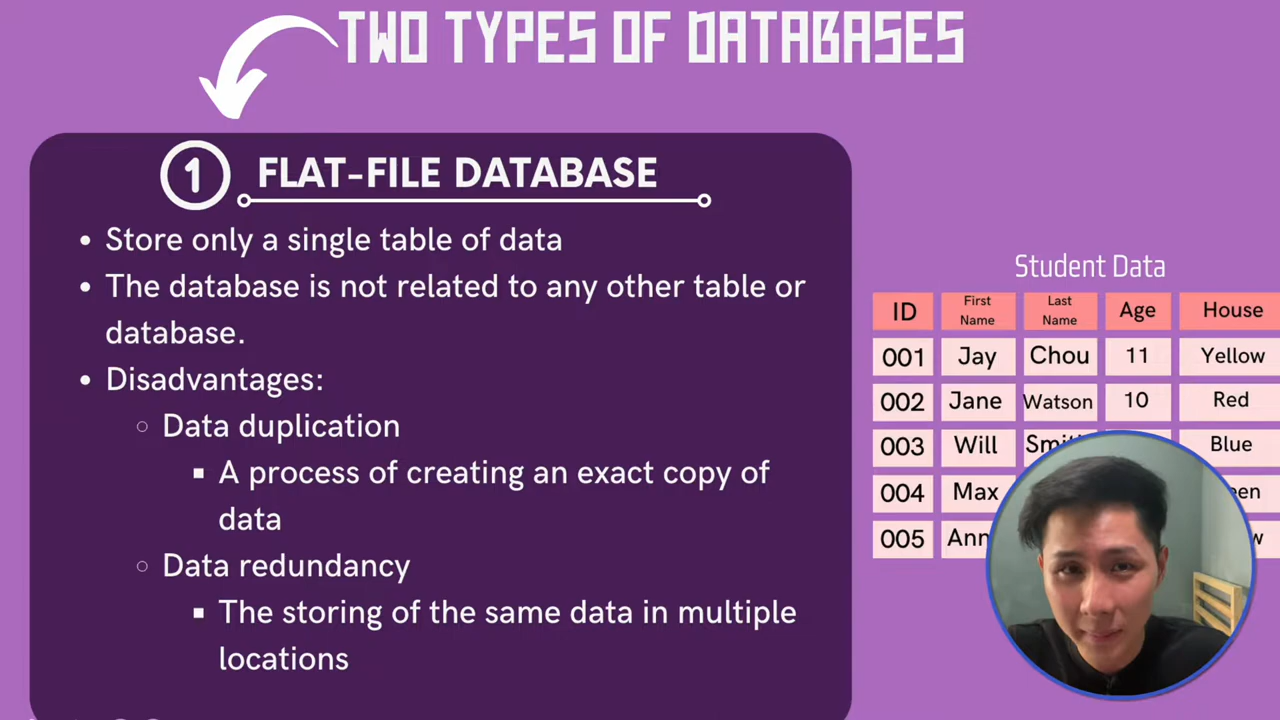 TWO TYPES OF DATABASES
1 FLAT-FILE DATABASE
• Store only a single table of data
• The database is not related to any other table or
database.
• Disadvantages:
○ Data duplication
▪ A process of creating an exact copy of
data
○ Data redundancy
▪ The storing of the same data in multiple
locations
Student Data
ID First Name Last Name Age House
001 Jay Chou 11 Yellow
002 Jane Watson 10 Red
003 Will Blue
004 Max
005